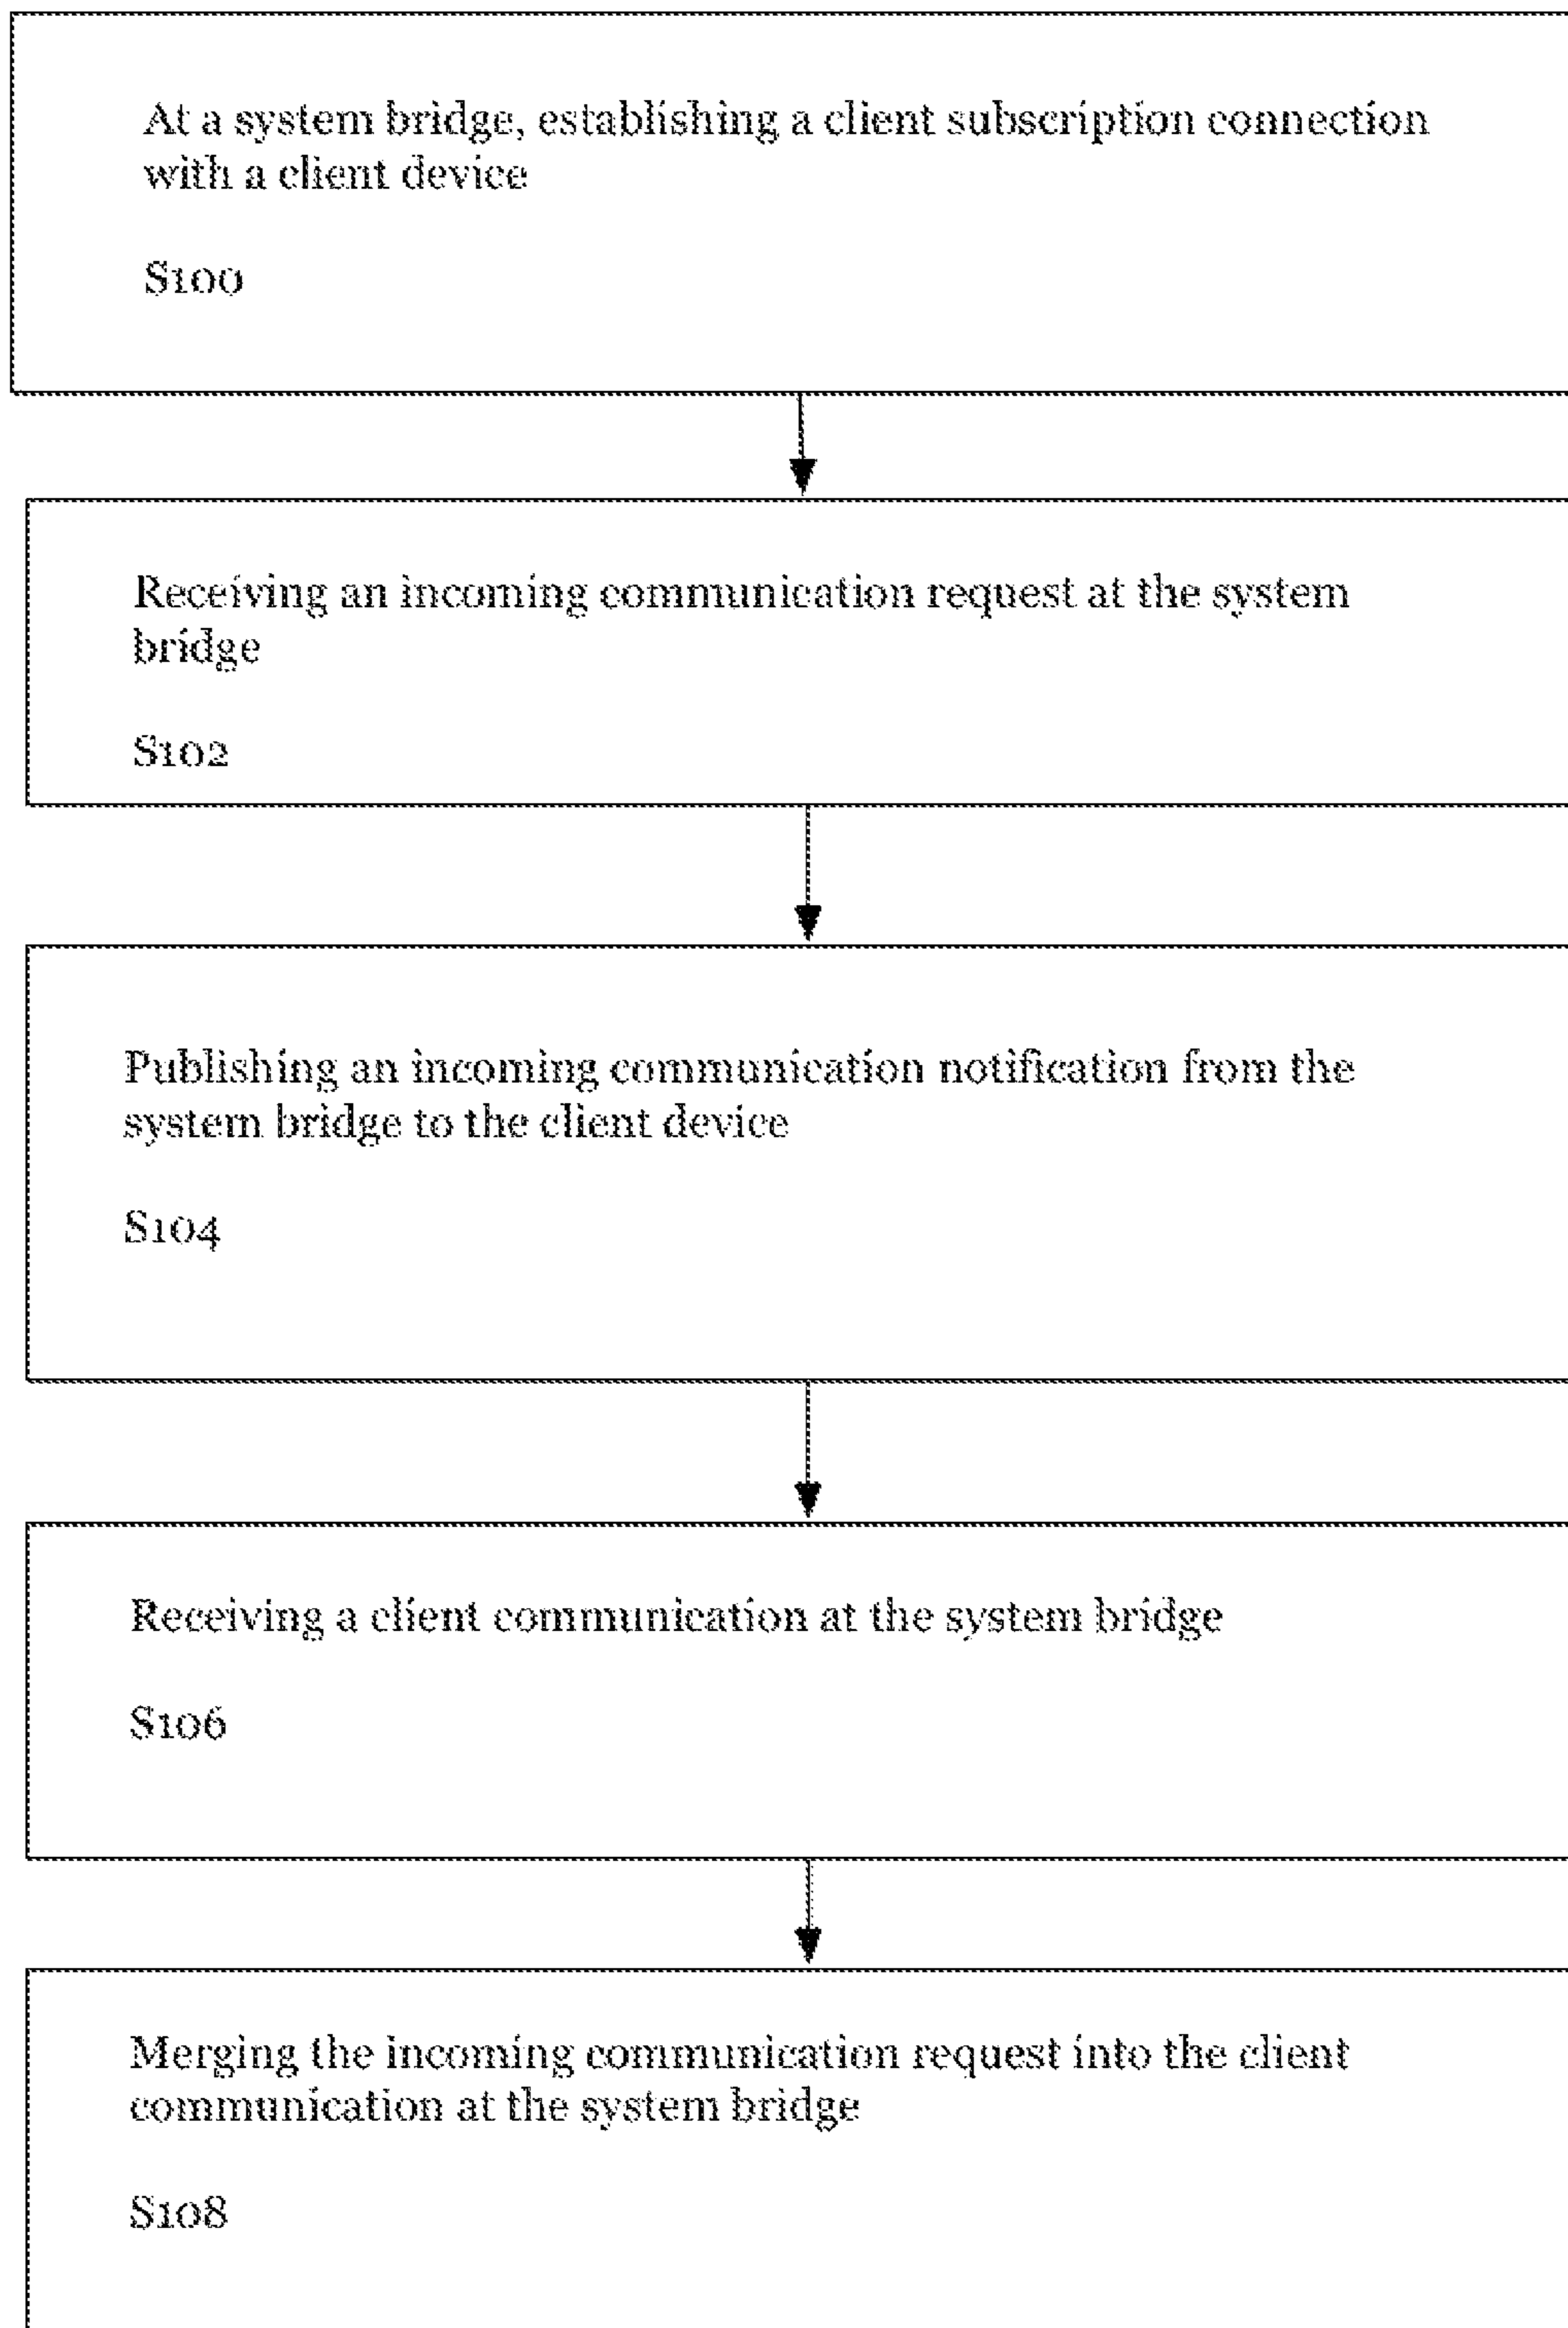 At a system bridge, establishing a client subscription connection
with a client device
S100
Receiving an incoming communication request at the system
bridge
S102
Publishing an incoming communication notification from the
system bridge to the client device
S104
Receiving a client communication at the system bridge
S106
Merging the incoming communication request into the client
communication at the system bridge
S108